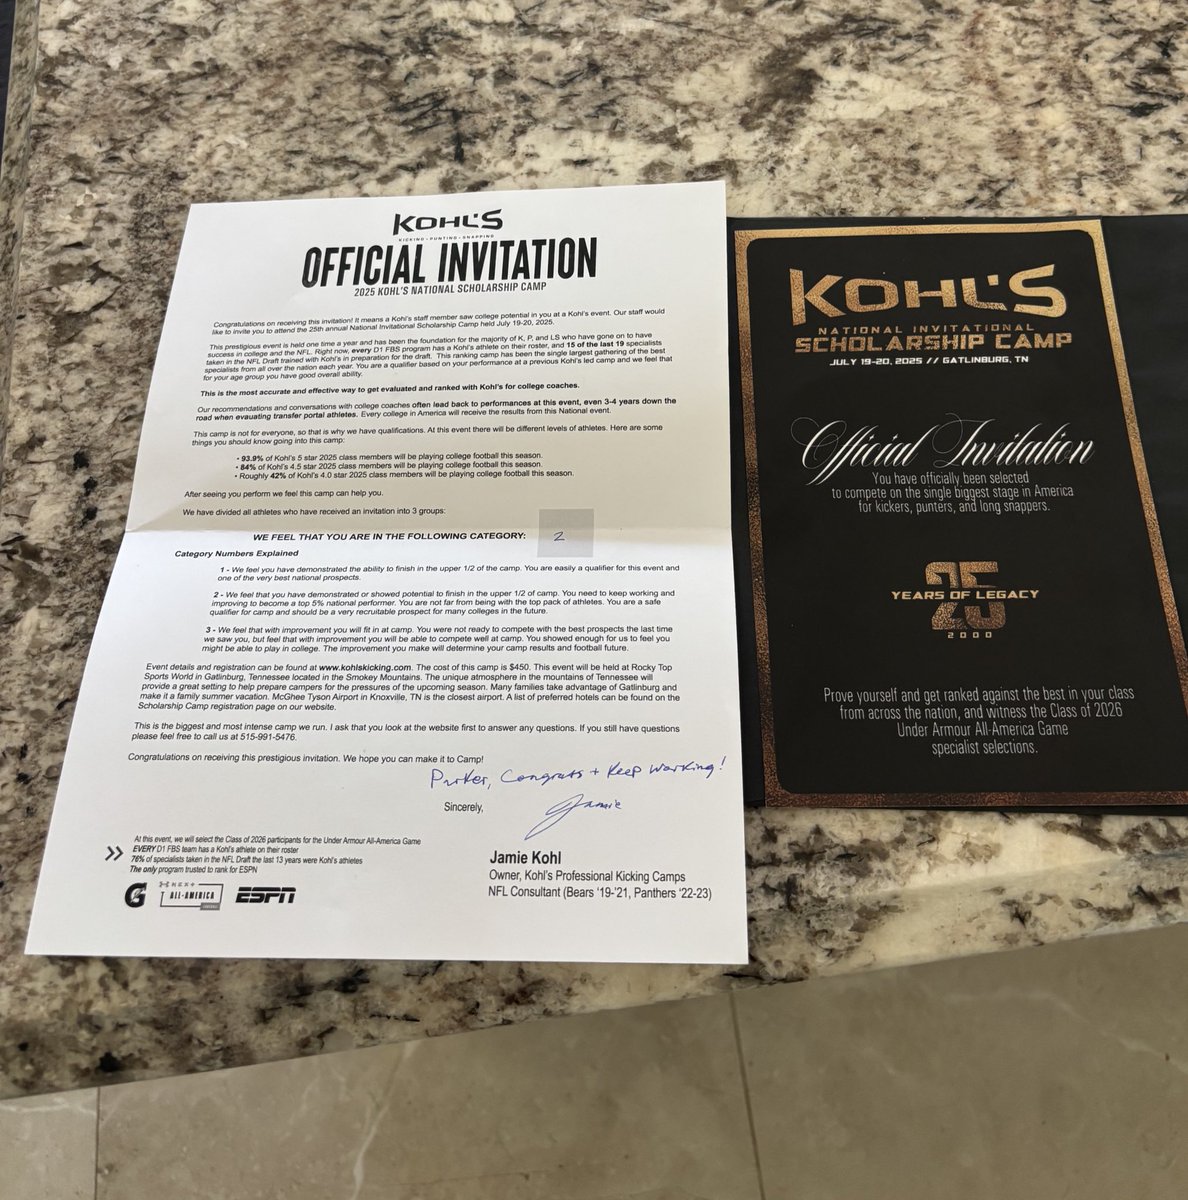 KOHL'S
KICKING • PUNTING • SNAPPING
OFFICIAL INVITATION
2025 KOHL'S NATIONAL SCHOLARSHIP CAMP
Congratulations on receiving this invitation! It means a Kohl's staff member saw college potential in you at a Kohl's event. Our staff would
like to invite you to attend the 25th annual National Invitational Scholarship Camp held July 19-20, 2025.
This prestigious event is held one time a year and has been the foundation for the majority of K, P, and LS who have gone on to have
success in college and the NFL. Right now, every D1 FBS program has a Kohl's athlete on their roster, and 15 of the last 19 specialists
taken in the NFL Draft trained with Kohl's in preparation for the draft. This ranking camp has been the single largest gathering of the best
specialists from all over the nation each year. You are a qualifier based on your performance at a previous Kohl's led camp and we feel that
for your age group you have good overall ability.
This is the most accurate and effective way to get evaluated and ranked with Kohl's for college coaches.
Our recommendations and conversations with college coaches often lead back to performances at this event, even 3-4 years down the
road when evauating transfer portal athletes. Every college in America will receive the results from this National event.
This camp is not for everyone, so that is why we have qualifications. At this event there will be different levels of athletes. Here are some
things you should know going into this camp:
• 93.9% of Kohl's 5 star 2025 class members will be playing college football this season.
• 84% of Kohl's 4.5 star 2025 class members will be playing college football this season.
• Roughly 42% of Kohl's 4.0 star 2025 class members will be playing college football this season.
After seeing you perform we feel this camp can help you.
We have divided all athletes who have received an invitation into 3 groups:
WE FEEL THAT YOU ARE IN THE FOLLOWING CATEGORY: 2
Category Numbers Explained
1 - We feel you have demonstrated the ability to finish in the upper 1/2 of the camp. You are easily a qualifier for this event and
one of the very best national prospects.
2 - We feel that you have demonstrated or showed potential to finish in the upper 1/2 of camp. You need to keep working and
improving to become a top 5% national performer. You are not far from being with the top pack of athletes. You are a safe
qualifier for camp and should be a very recruitable prospect for many colleges in the future.
3 - We feel that with improvement you will fit in at camp. You were not ready to compete with the best prospects the last time
we saw you, but feel that with improvement you will be able to compete well at camp. You showed enough for us to feel you
might be able to play in college. The improvement you make will determine your camp results and football future.
Event details and registration can be found at www.kohlskicking.com. The cost of this camp is $450. This event will be held at Rocky Top
Sports World in Gatlinburg, Tennessee located in the Smokey Mountains. The unique atmosphere in the mountains of Tennessee will
provide a great setting to help prepare campers for the pressures of the upcoming season. Many families take advantage of Gatlinburg and
make it a family summer vacation. McGhee Tyson Airport in Knoxville, TN is the closest airport. A list of preferred hotels can be found on the
Scholarship Camp registration page on our website.
This is the biggest and most intense camp we run. I ask that you look at the website first to answer any questions. If you still have questions
please feel free to call us at 515-991-5476.
Congratulations on receiving this prestigious invitation. We hope you can make it to Camp!
Parker, Congrats + Keep working!
Sincerely,
Jamie
Jamie Kohl
Owner, Kohl's Professional Kicking Camps
NFL Consultant (Bears '19-'21, Panthers '22-23)
At this event, we will select the Class of 2026 participants for the Under Armour All-America Game
EVERY D1 FBS team has a Kohl's athlete on their roster
76% of specialists taken in the NFL Draft the last 13 years were Kohl's athletes
The only program trusted to rank for ESPN
G
NEXT
ALL-AMERICA
ESPN
KOHL'S
NATIONAL INVITATIONAL
SCHOLARSHIP CAMP
JULY 19-20, 2025 // GATLINBURG, TN
Official Invitation
You have officially been selected
to compete on the single biggest stage in America
for kickers, punters, and long snappers.
25
YEARS OF LEGACY
2000
Prove yourself and get ranked against the best in your class
from across the nation, and witness the Class of 2026
Under Armour All-America Game
specialist selections.